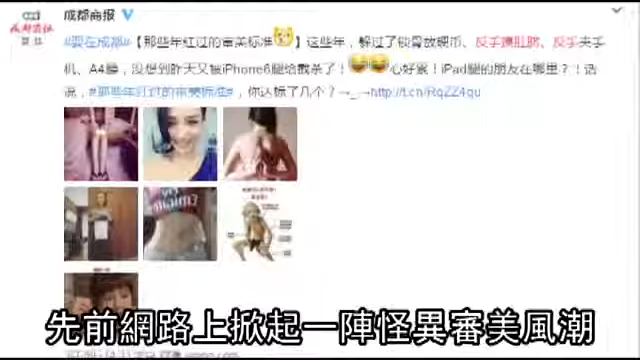 成都商报
#要在成都#【那些年红过的审美标准】这些年，躲过了锁骨放硬币、反手摸肚脐、反手夹手
机、A4腰，没想到昨天又被iPhone6腿给戳杀了！心好累！iPad腿的朋友在哪里？！话
说，#那些年红过的审美标准#，你达标了几个？→_→http://t.cn/RqZZ4qu
先前網路上掀起一陣怪異審美風潮